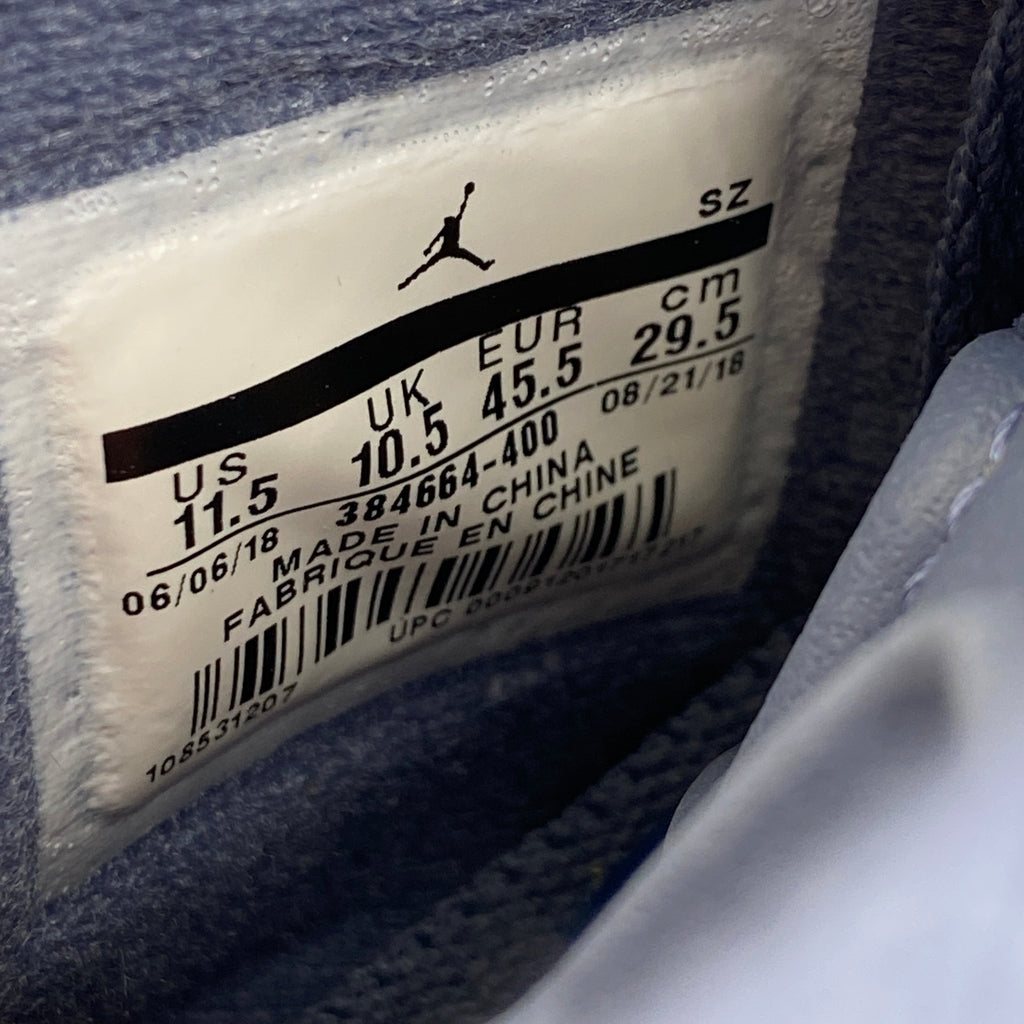 SZ
US UK EUR cm
11.5 10.5 45.5 29.5
06/06/18 384664-400 08/21/18
MADE IN CHINA
FABRIQUE EN CHINE
UPC
108531207